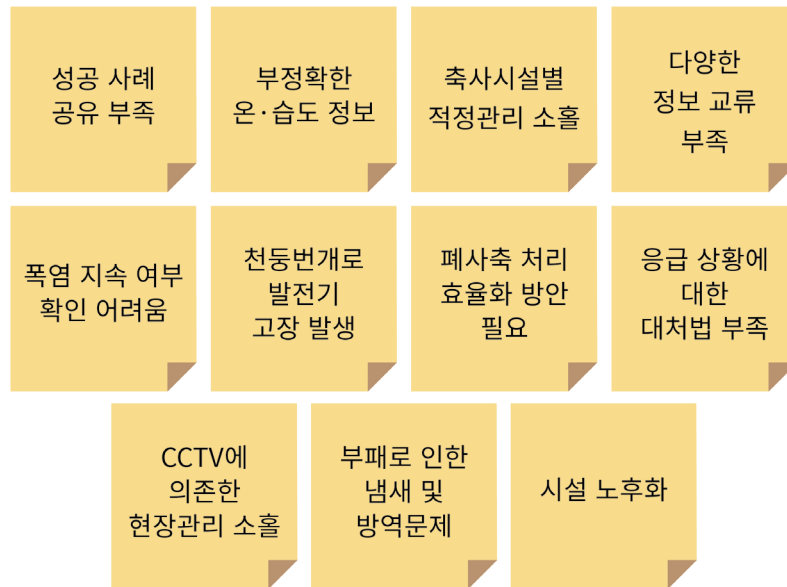 성공 사례
공유 부족
부정확한
온·습도 정보
축사시설별
적정관리 소홀
다양한
정보 교류
부족
폭염 지속 여부
확인 어려움
천둥번개로
발전기
고장 발생
폐사축 처리
효율화 방안
필요
응급 상황에
대한
대처법 부족
CCTV에
의존한
현장관리 소홀
부패로 인한
냄새 및
방역문제
시설 노후화